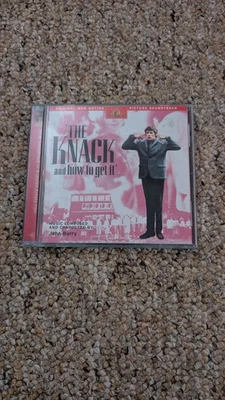 ORIGINAL MGM MOTION PICTURE SOUNDTRACK
THE
KNACK
and how to get it
MUSIC COMPOSED
AND CONDUCTED BY
John Barry